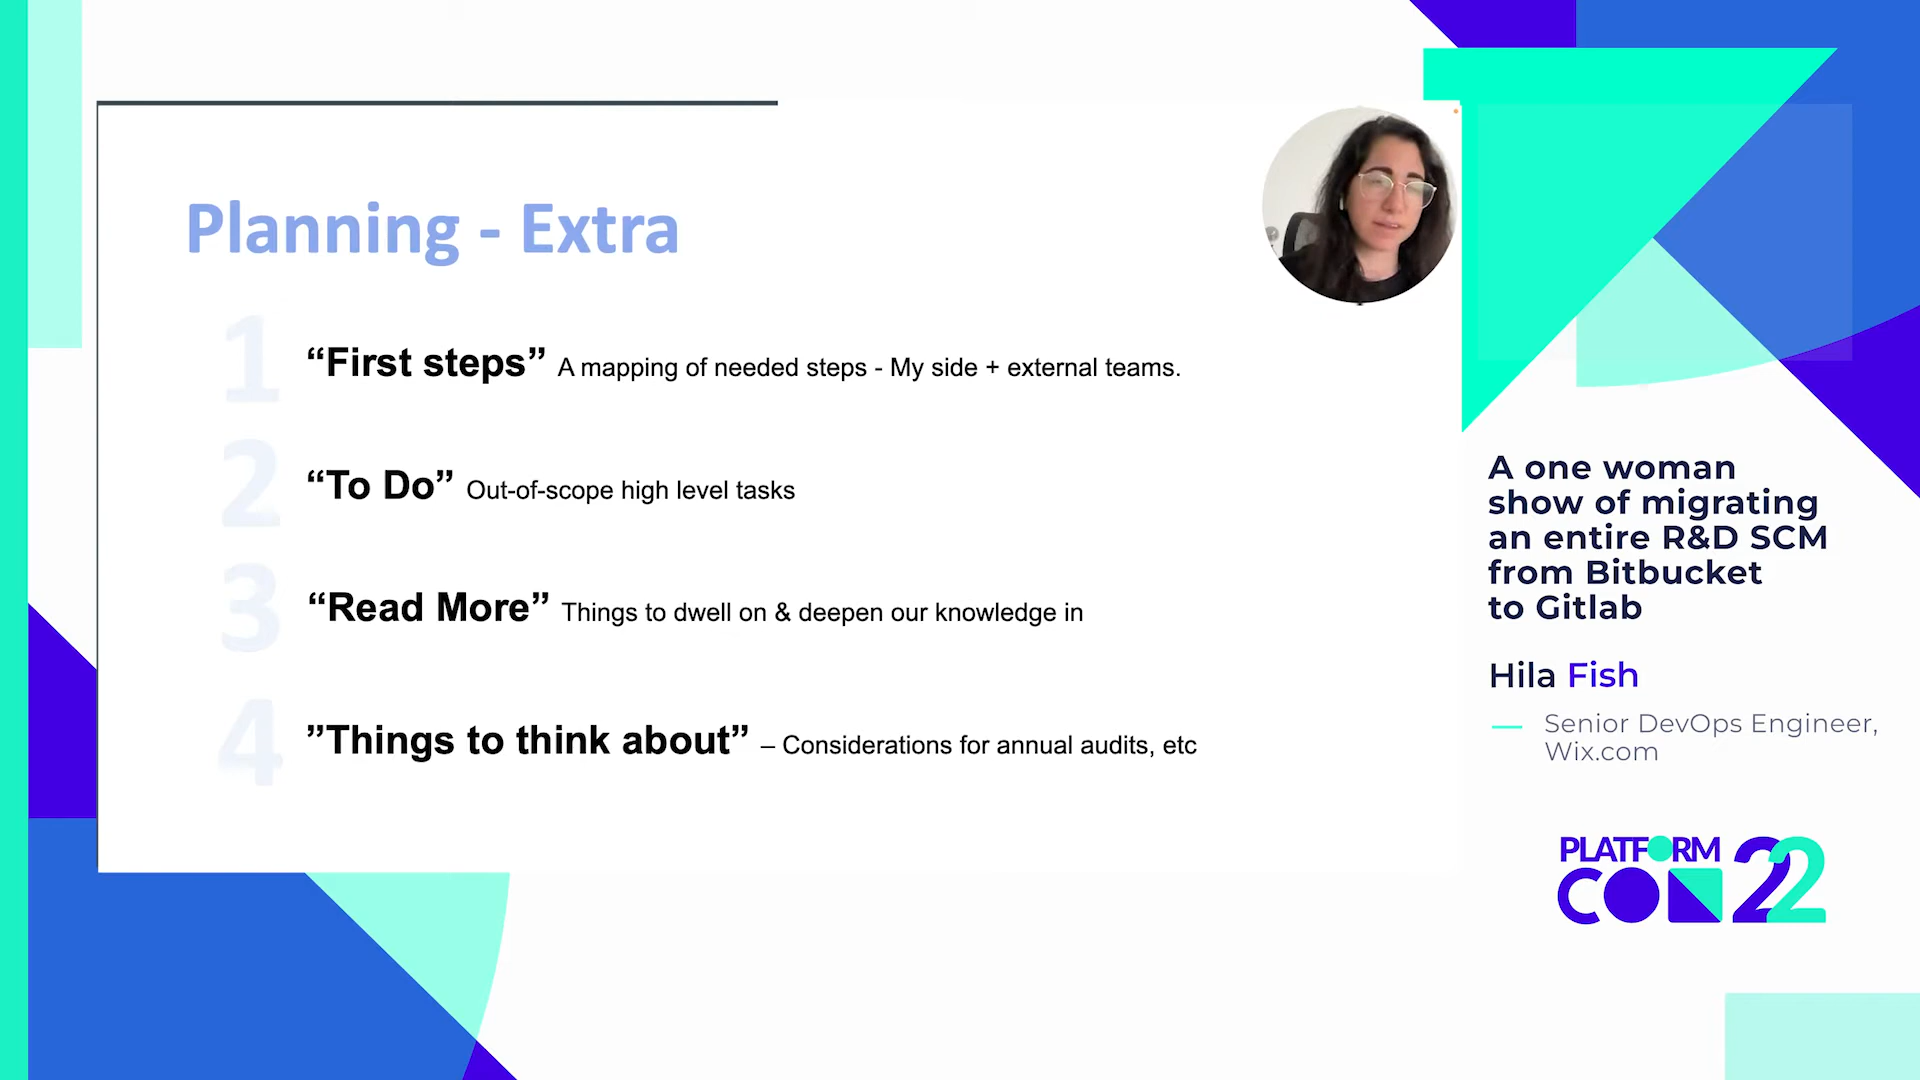 Planning - Extra
1 “First steps” A mapping of needed steps - My side + external teams.
2 “To Do” Out-of-scope high level tasks
3 “Read More” Things to dwell on & deepen our knowledge in
4 ”Things to think about” – Considerations for annual audits, etc
A one woman
show of migrating
an entire R&D SCM
from Bitbucket
to Gitlab
Hila Fish
Senior DevOps Engineer,
Wix.com
PLATFORM
CON 22